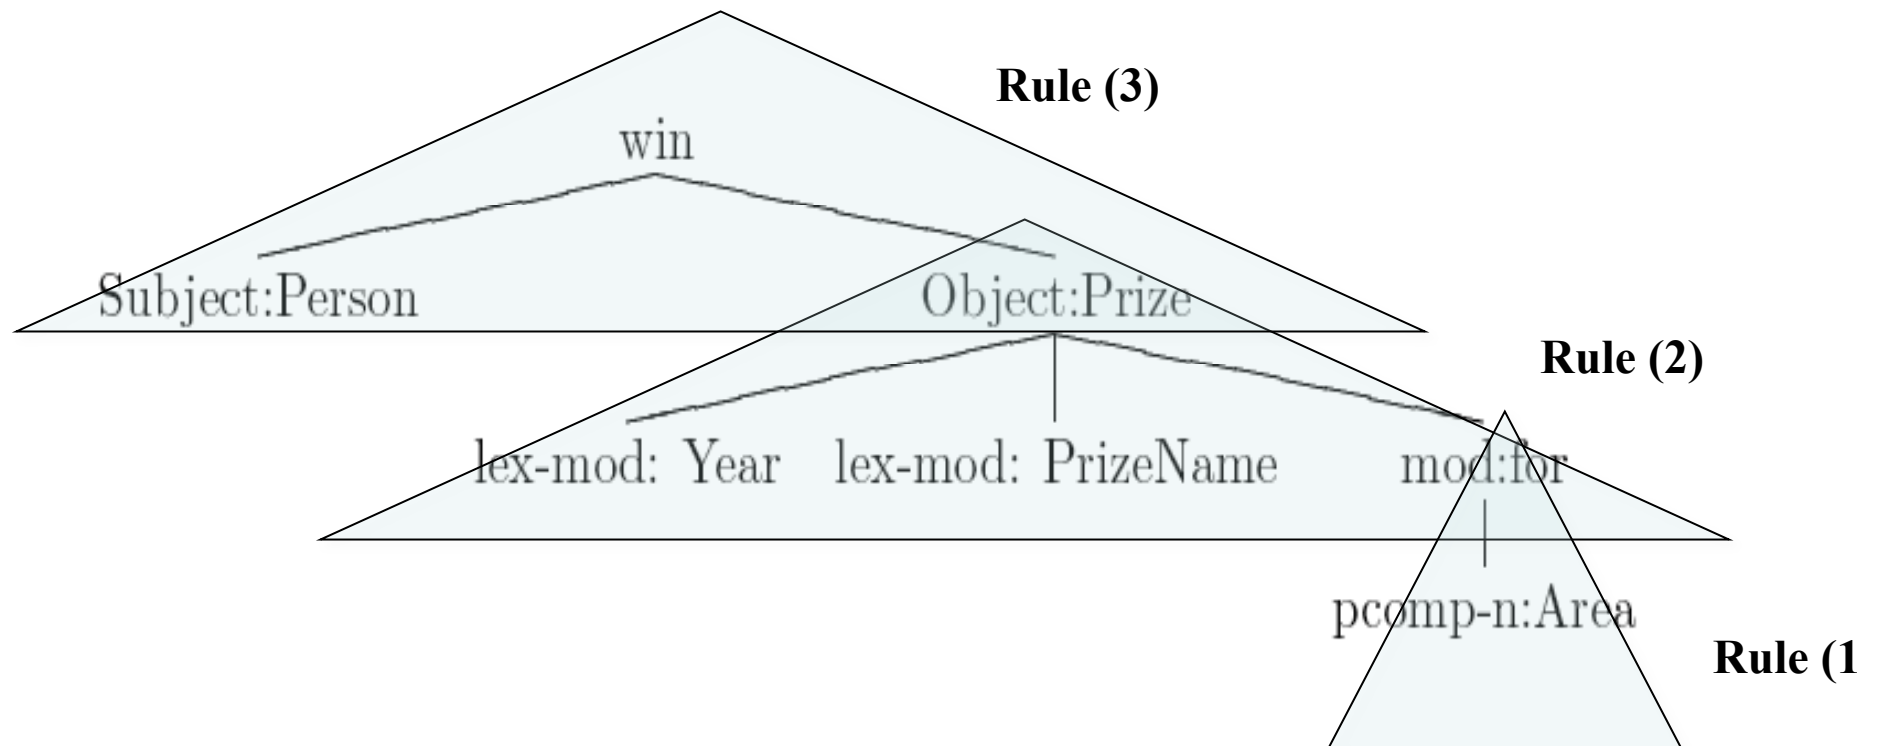 Rule (3)
win
Subject:Person
Object:Prize
Rule (2)
lex-mod: Year
lex-mod: PrizeName
mod:for
pcomp-n:Area
Rule (1